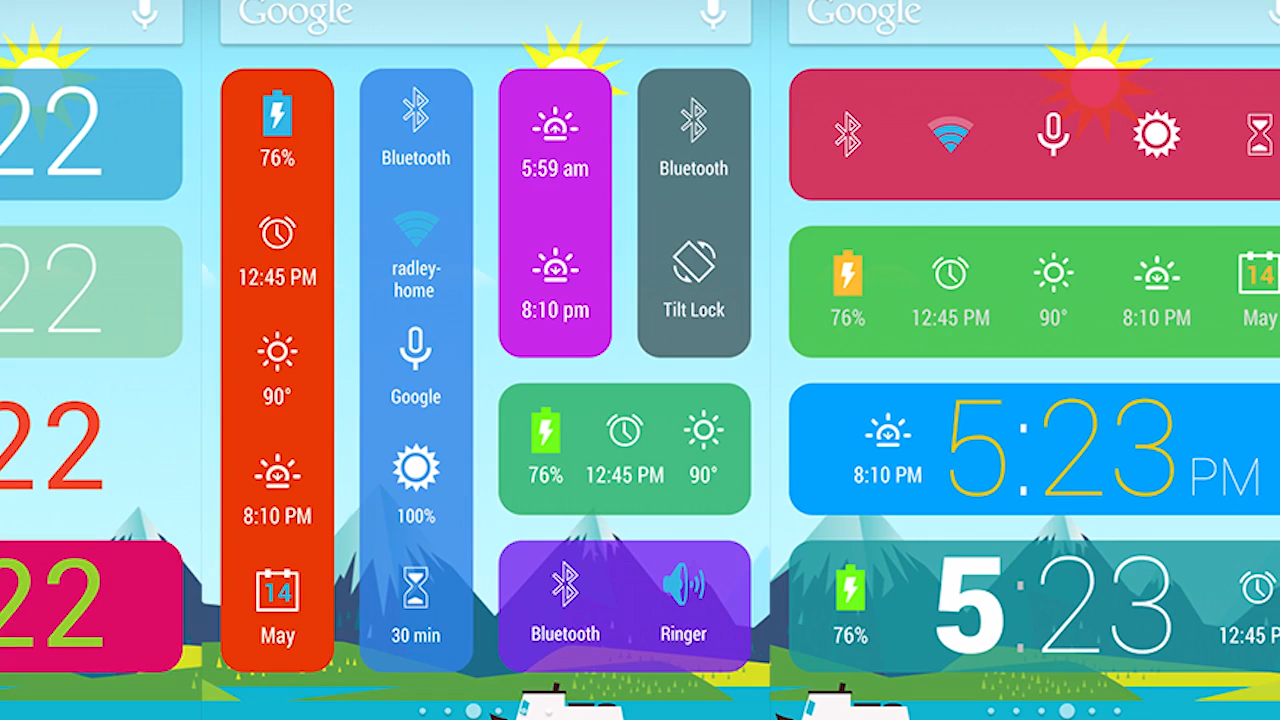 22
22
22
22
Google
76%
12:45 PM
90°
8:10 PM
14
May
Bluetooth
radley-
home
Google
100%
30 min
5:59 am
8:10 pm
Bluetooth
Tilt Lock
76% 12:45 PM 90°
Bluetooth Ringer
Google
76% 12:45 PM 90° 8:10 PM 14 May
8:10 PM 5:23 PM
76% 5:23 12:45 P